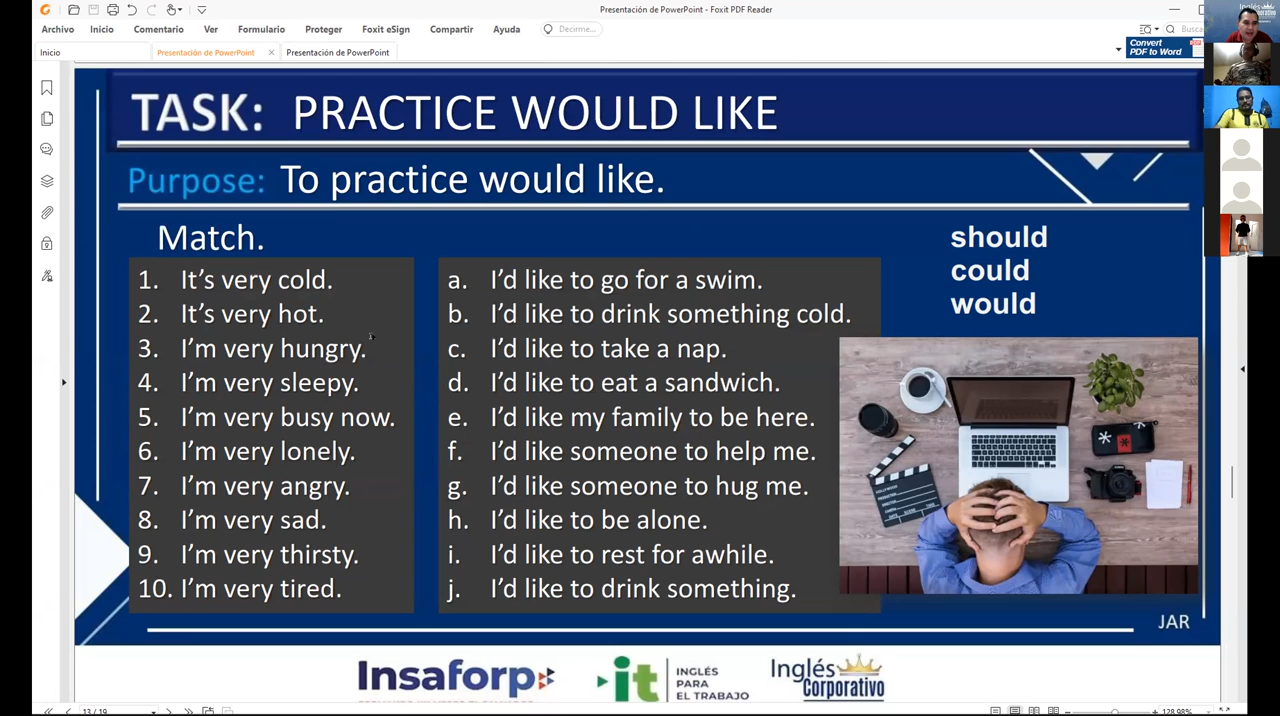 Presentación de PowerPoint - Foxit PDF Reader
Archivo Inicio Comentario Ver Formulario Proteger Foxit eSign Compartir Ayuda Decirme... Busca
Inicio Presentación de PowerPoint Presentación de PowerPoint
Convert
PDF to Word
TASK: PRACTICE WOULD LIKE
Purpose: To practice would like.
Match.
1. It's very cold.
2. It's very hot.
3. I'm very hungry.
4. I'm very sleepy.
5. I'm very busy now.
6. I'm very lonely.
7. I'm very angry.
8. I'm very sad.
9. I'm very thirsty.
10. I'm very tired.
a. I'd like to go for a swim.
b. I'd like to drink something cold.
c. I'd like to take a nap.
d. I'd like to eat a sandwich.
e. I'd like my family to be here.
f. I'd like someone to help me.
g. I'd like someone to hug me.
h. I'd like to be alone.
i. I'd like to rest for awhile.
j. I'd like to drink something.
should
could
would
JAR
Insaforp
it
INGLÉS
PARA
EL TRABAJO
Inglés
Corporativo
13 / 19
128.98%